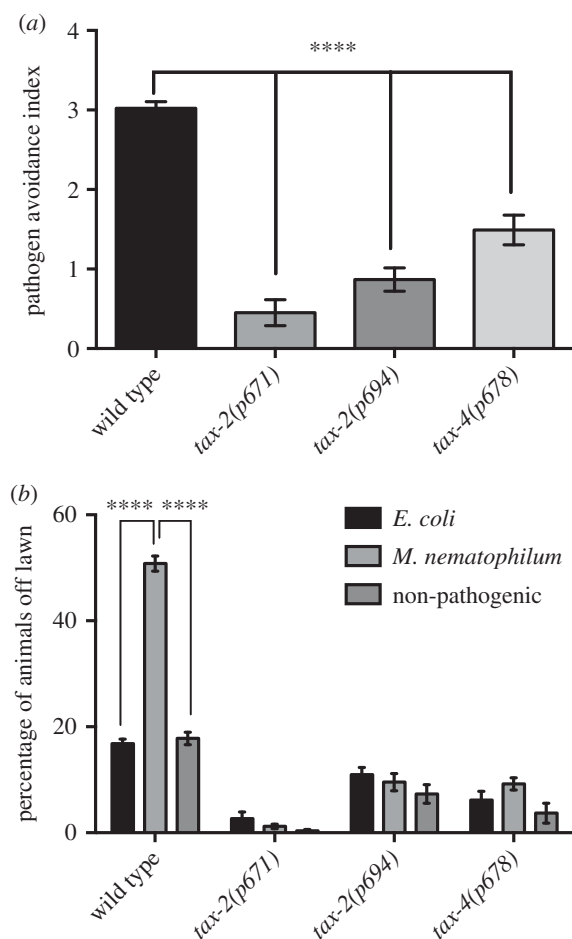 (a)
4
3
2
1
0
pathogen avoidance index
****
wild type
tax-2(p671)
tax-2(p694)
tax-4(p678)
(b)
60
40
20
0
percentage of animals off lawn
**** ****
E. coli
M. nematophilum
non-pathogenic
wild type
tax-2(p671)
tax-2(p694)
tax-4(p678)